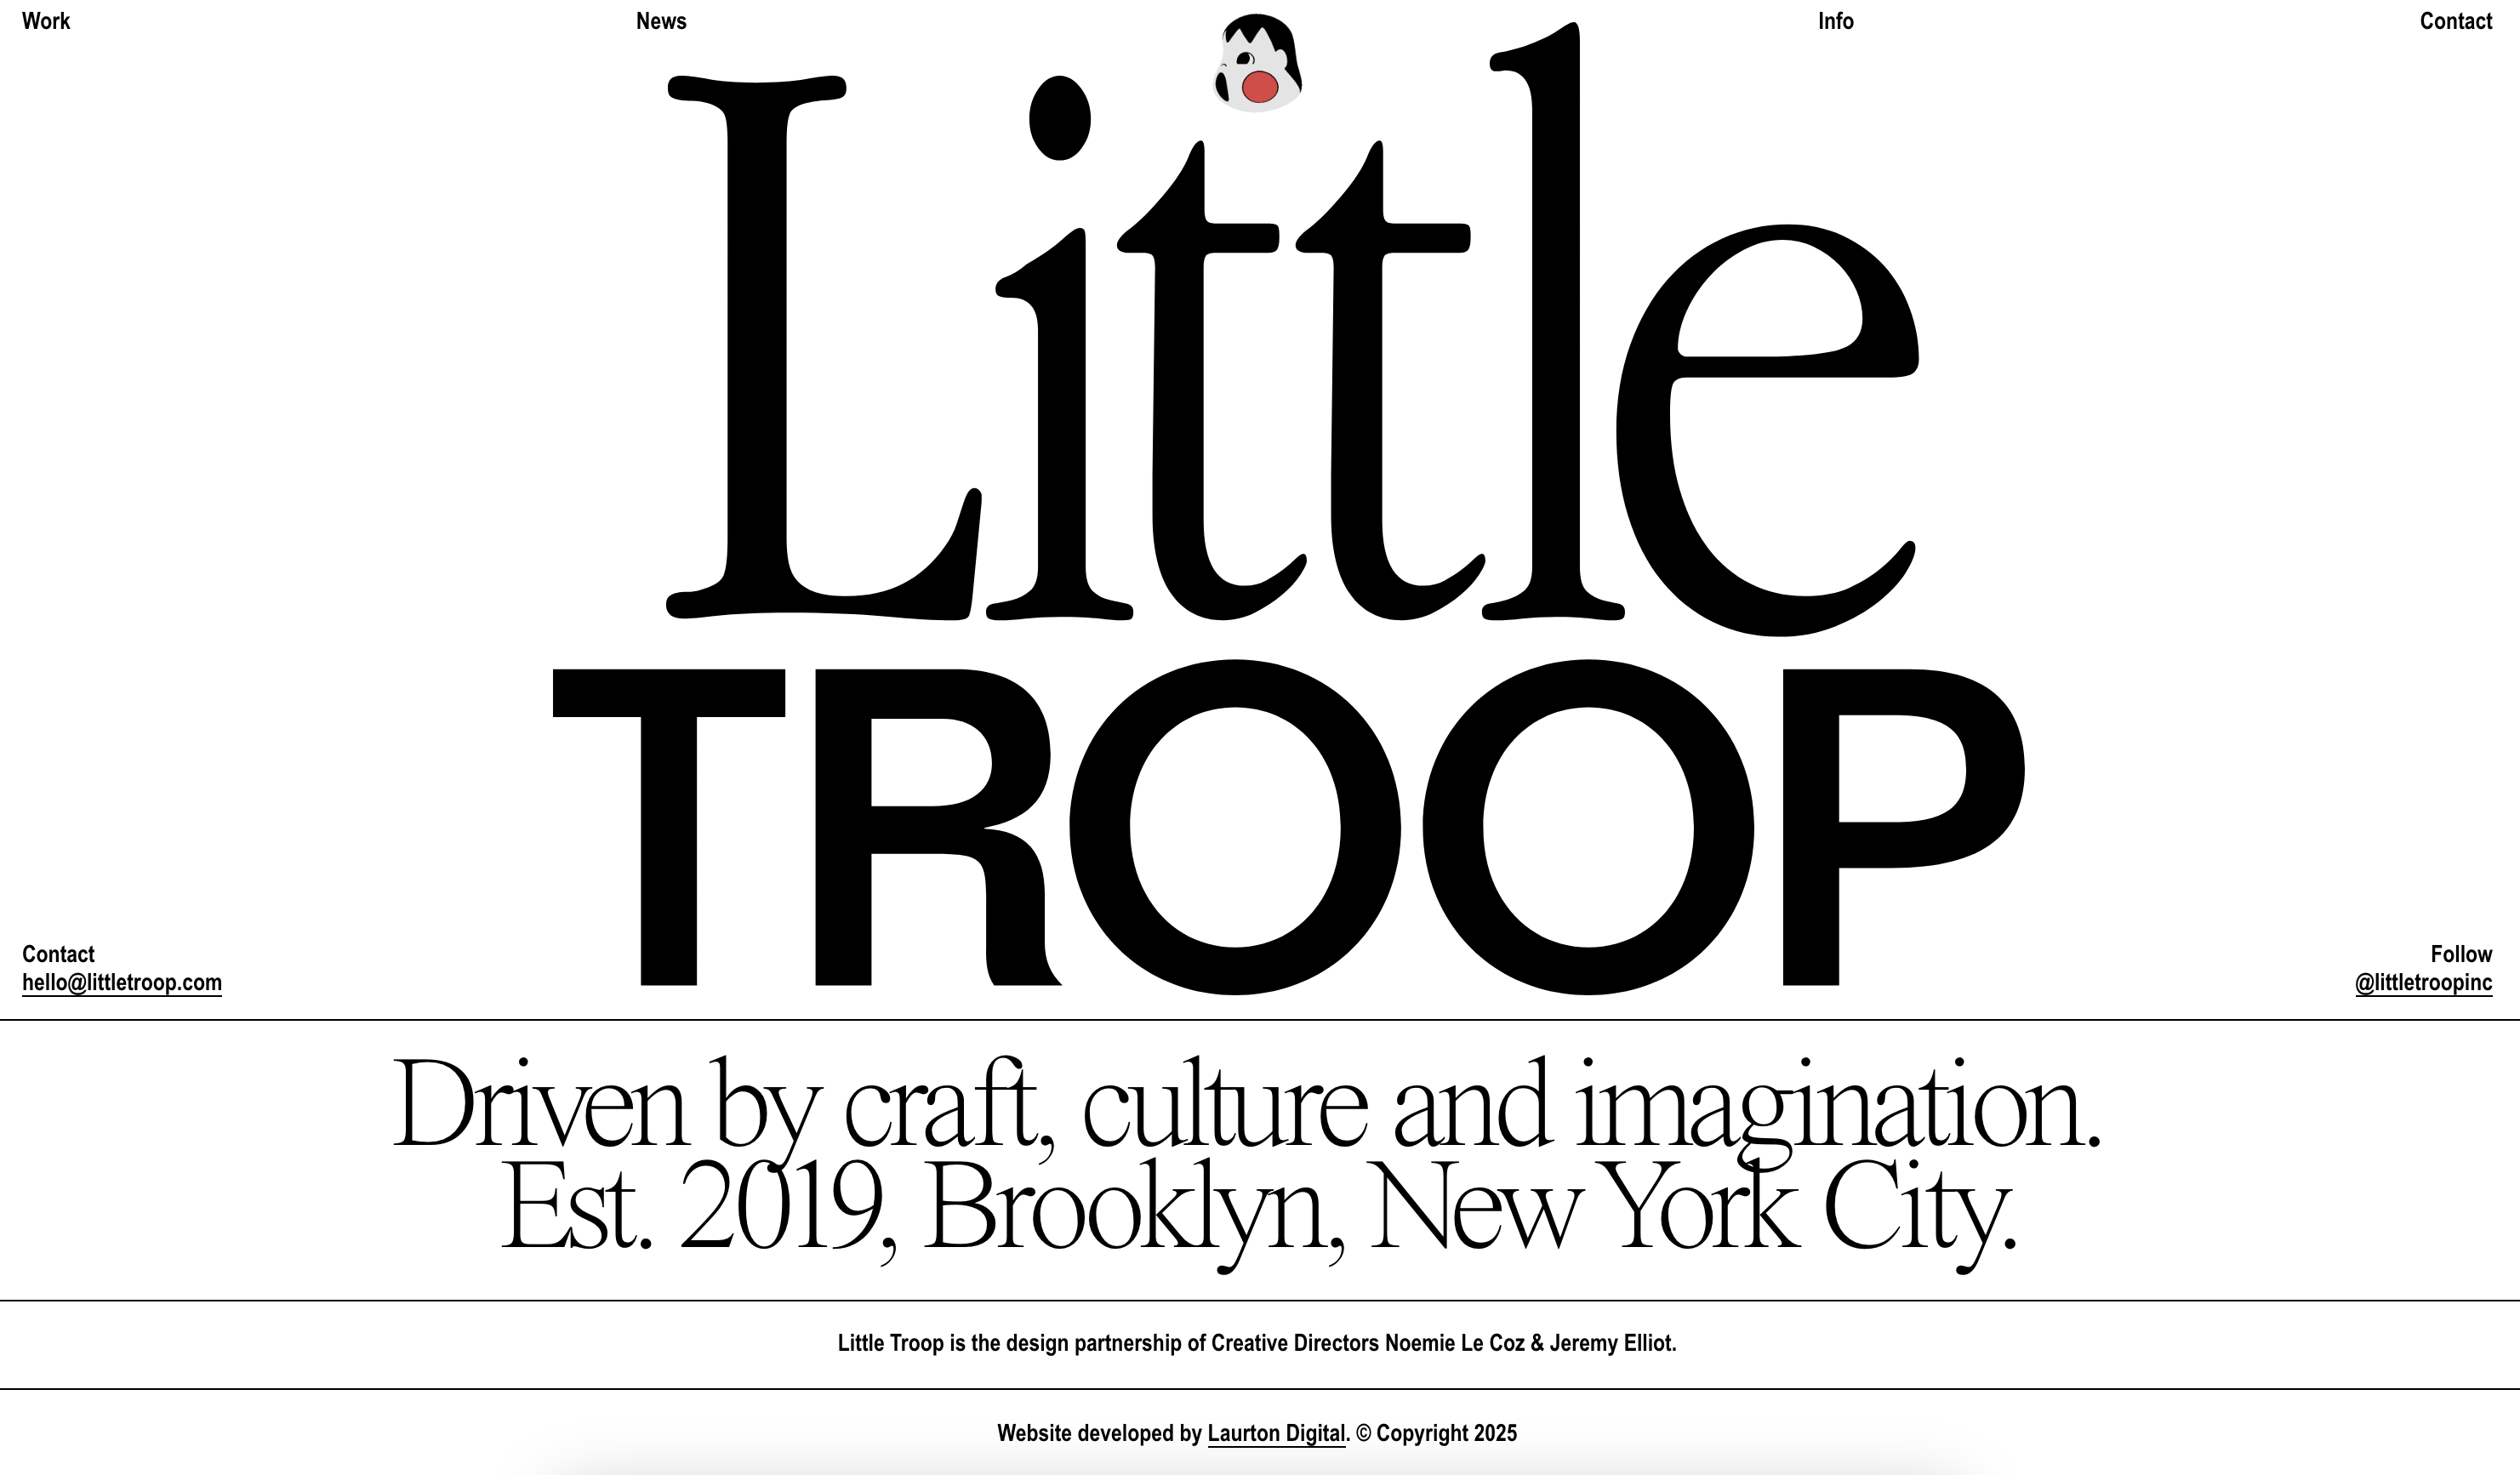 Work
News
Info
Contact
Little
TROOP
Contact
hello@littletroop.com
Follow
@littletroopinc
Driven by craft, culture and imagination.
Est. 2019, Brooklyn, New York City.
Little Troop is the design partnership of Creative Directors Noemie Le Coz & Jeremy Elliot.
Website developed by Laurton Digital. © Copyright 2025